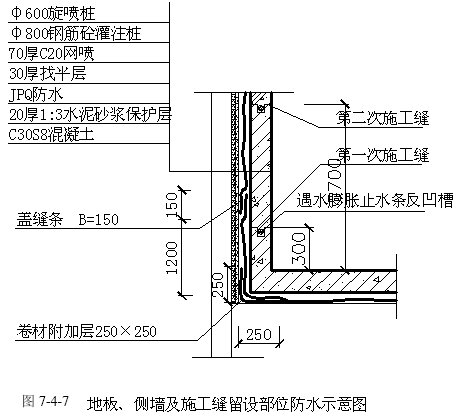 Φ600旋喷桩
Φ800钢筋砼灌注桩
70厚C20网喷
30厚找半层
JPQ防水
20厚1:3水泥砂浆保护层
C30S8混凝土
第二次施工缝
第一次施工缝
700
遇水膨胀止水条反凹槽
盖缝条 B=150
150
1200
300
250
卷材附加层250×250
250
图 7-4-7 地板、侧墙及施工缝留设部位防水示意图